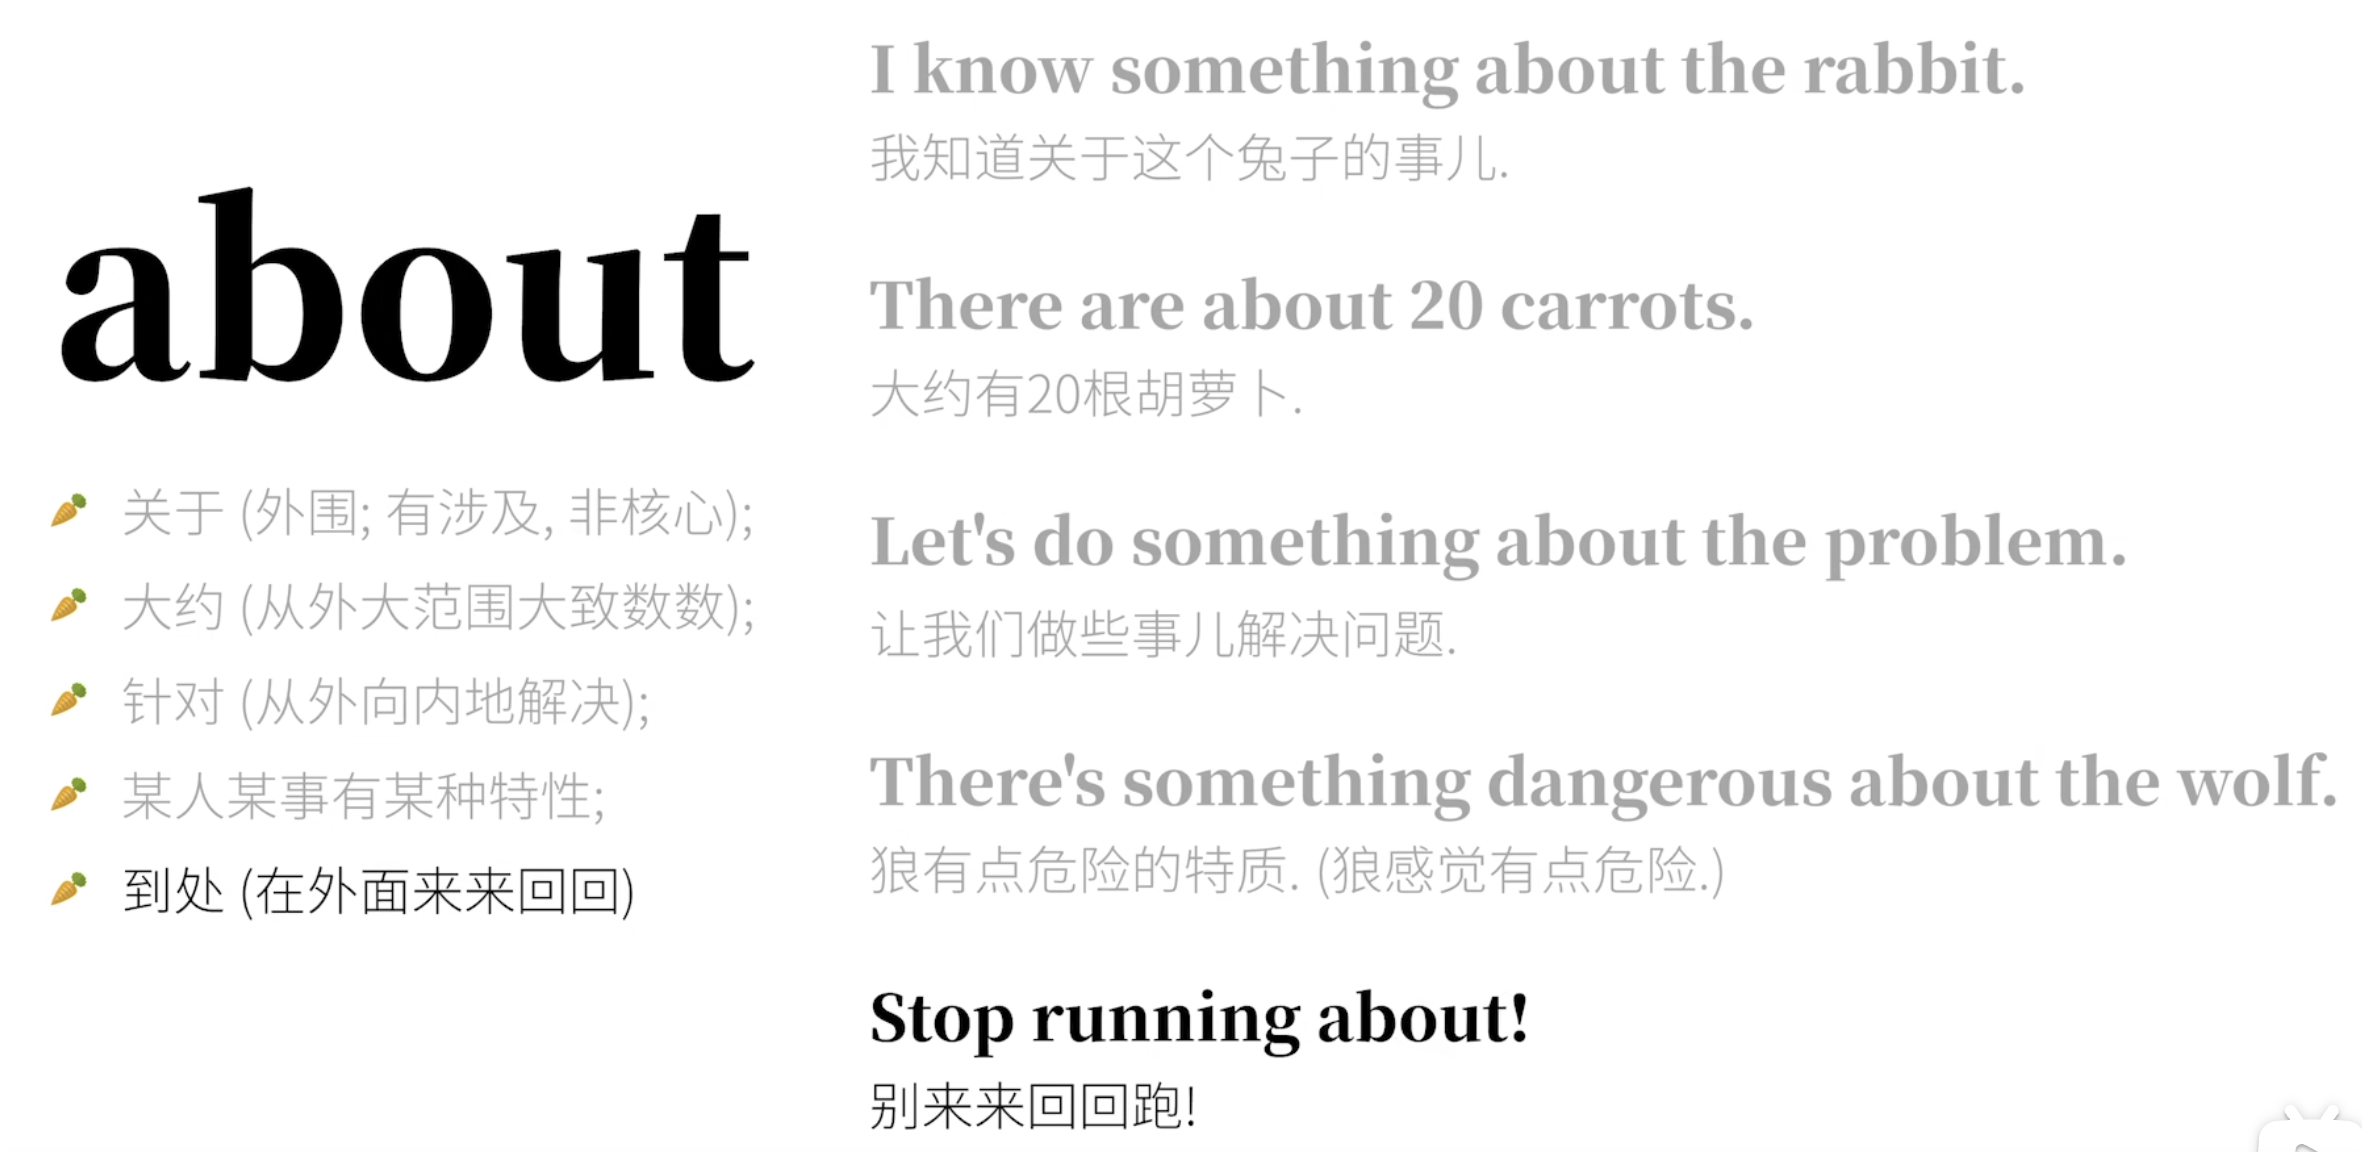 about
关于 (外围; 有涉及, 非核心);
大约 (从外大范围大致数数);
针对 (从外向内地解决);
某人某事有某种特性;
到处 (在外面来来回回)
I know something about the rabbit.
我知道关于这个兔子的事儿.
There are about 20 carrots.
大约有20根胡萝卜.
Let's do something about the problem.
让我们做些事儿解决问题.
There's something dangerous about the wolf.
狼有点危险的特质. (狼感觉有点危险.)
Stop running about!
别来来回回跑!